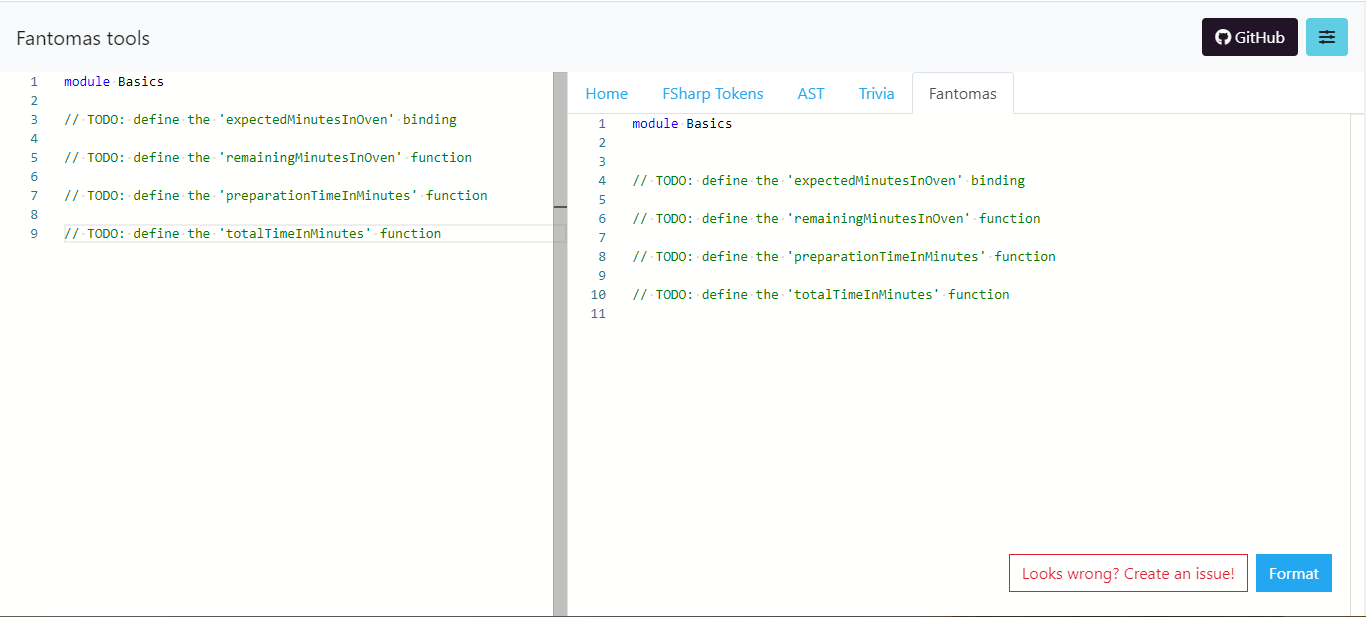 Fantomas tools
GitHub
1 module Basics
2
3 // TODO: define the 'expectedMinutesInOven' binding
4
5 // TODO: define the 'remainingMinutesInOven' function
6
7 // TODO: define the 'preparationTimeInMinutes' function
8
9 // TODO: define the 'totalTimeInMinutes' function
Home FSharp Tokens AST Trivia Fantomas
1 module Basics
2
3
4 // TODO: define the 'expectedMinutesInOven' binding
5
6 // TODO: define the 'remainingMinutesInOven' function
7
8 // TODO: define the 'preparationTimeInMinutes' function
9
10 // TODO: define the 'totalTimeInMinutes' function
11
Looks wrong? Create an issue!
Format